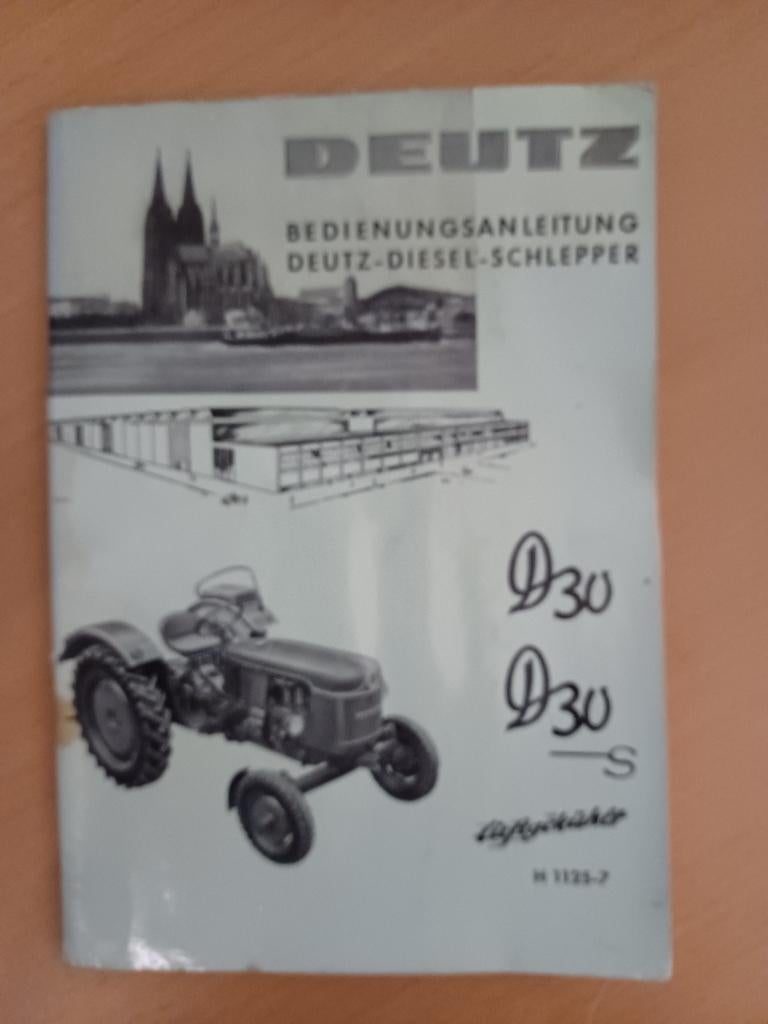 DEUTZ
BEDIENUNGSANLEITUNG
DEUTZ-DIESEL-SCHLEPPER
D30
D30
S
luftgekühlt
H 1125-7